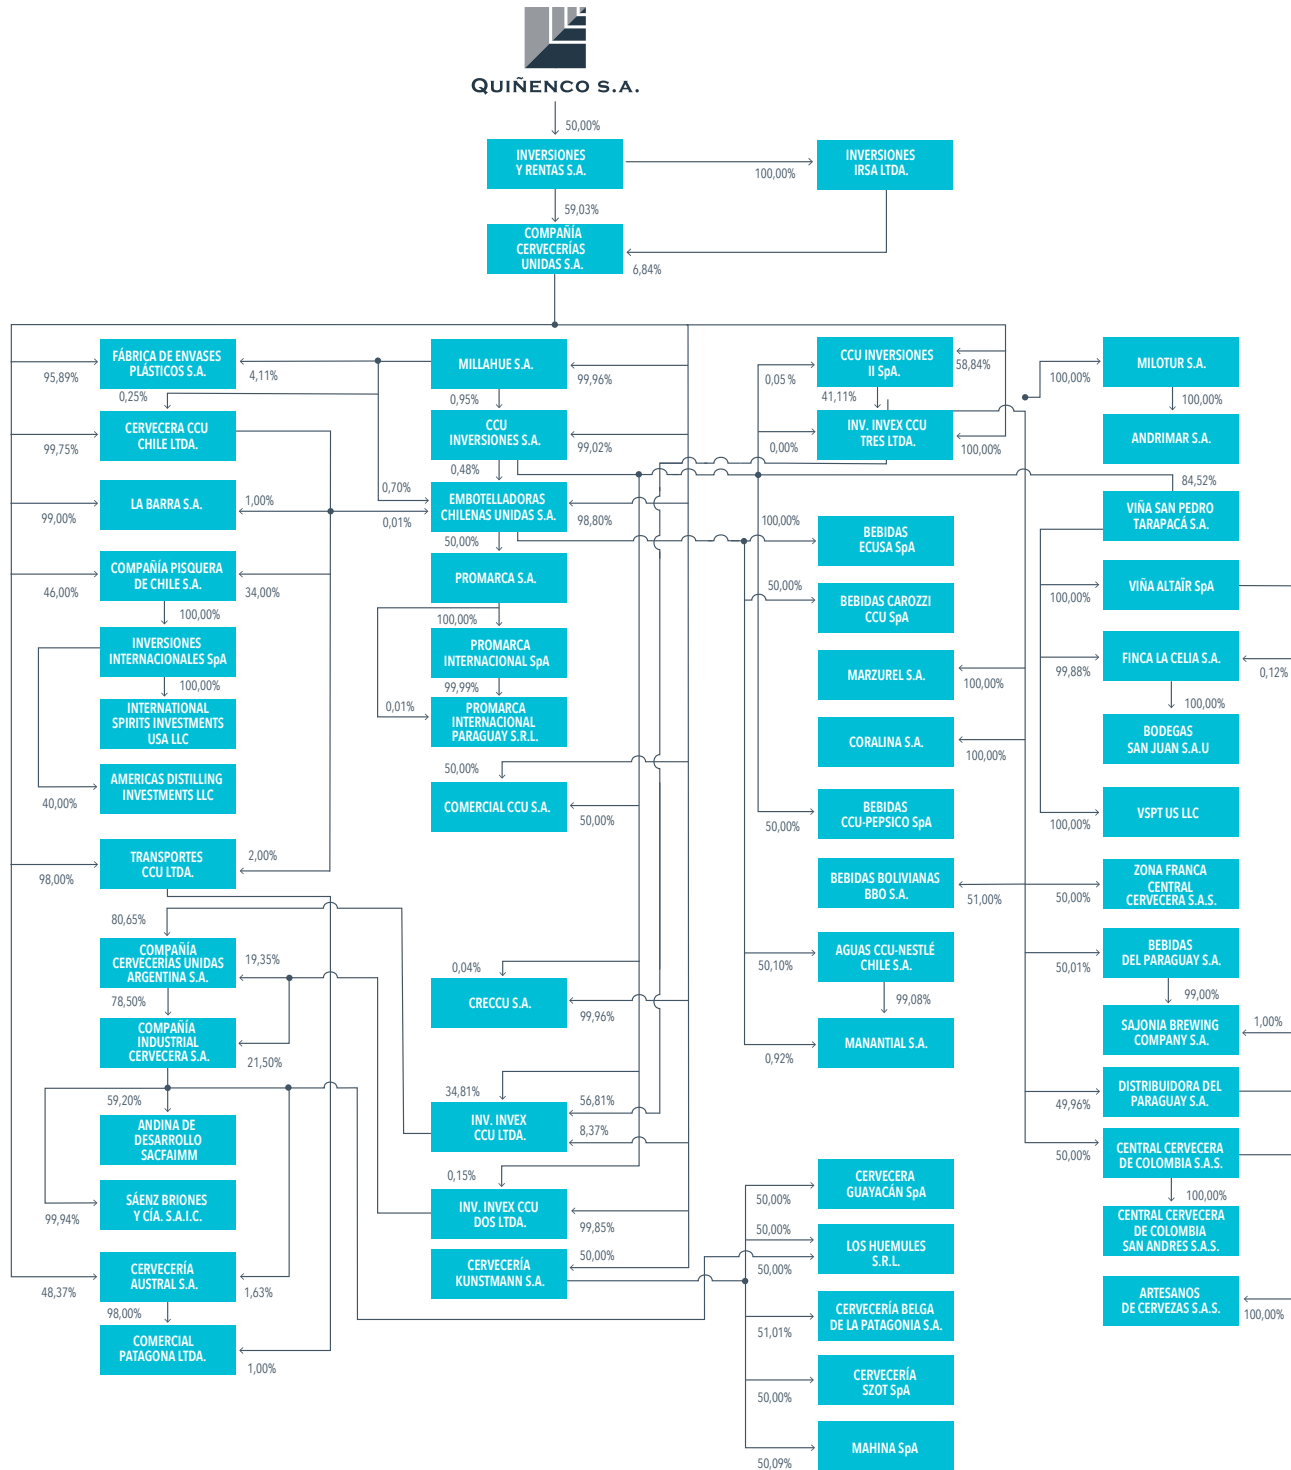 QUIÑENCO S.A.
50,00%
INVERSIONES
Y RENTAS S.A.
100,00%
INVERSIONES
IRSA LTDA.
59,03%
COMPAÑÍA
CERVECERÍAS
UNIDAS S.A.
6,84%
FÁBRICA DE ENVASES
PLÁSTICOS S.A.
95,89%
4,11%
0,25%
CERVECERA CCU
CHILE LTDA.
99,75%
LA BARRA S.A.
99,00%
1,00%
COMPAÑÍA PISQUERA
DE CHILE S.A.
46,00%
34,00%
100,00%
INVERSIONES
INTERNACIONALES SpA
100,00%
INTERNATIONAL
SPIRITS INVESTMENTS
USA LLC
AMERICAS DISTILLING
INVESTMENTS LLC
40,00%
TRANSPORTES
CCU LTDA.
2,00%
98,00%
80,65%
COMPAÑÍA
CERVECERÍAS UNIDAS
ARGENTINA S.A.
19,35%
78,50%
COMPAÑÍA
INDUSTRIAL
CERVECERA S.A.
21,50%
59,20%
ANDINA DE
DESARROLLO
SACFAIMM
SÁENZ BRIONES
Y CÍA. S.A.I.C.
99,94%
CERVECERÍA
AUSTRAL S.A.
48,37%
1,63%
98,00%
COMERCIAL
PATAGONA LTDA.
1,00%
MILLAHUE S.A.
99,96%
0,95%
CCU
INVERSIONES S.A.
99,02%
0,48%
0,70%
0,01%
EMBOTELLADORAS
CHILENAS UNIDAS S.A.
98,80%
50,00%
PROMARCA S.A.
100,00%
PROMARCA
INTERNACIONAL SpA
99,99%
0,01%
PROMARCA
INTERNACIONAL
PARAGUAY S.R.L.
50,00%
COMERCIAL CCU S.A.
50,00%
0,04%
CRECCU S.A.
99,96%
34,81%
56,81%
INV. INVEX
CCU LTDA.
8,37%
0,15%
INV. INVEX CCU
DOS LTDA.
99,85%
50,00%
CERVECERÍA
KUNSTMANN S.A.
CCU INVERSIONES
II SpA.
58,84%
0,05 %
41,11%
INV. INVEX CCU
TRES LTDA.
0,00%
100,00%
100,00%
BEBIDAS
ECUSA SpA
50,00%
BEBIDAS CAROZZI
CCU SpA
MARZUREL S.A.
100,00%
CORALINA S.A.
100,00%
BEBIDAS
CCU-PEPSICO SpA
50,00%
BEBIDAS BOLIVIANAS
BBO S.A.
51,00%
AGUAS CCU-NESTLÉ
CHILE S.A.
50,10%
99,08%
MANANTIAL S.A.
0,92%
CERVECERA
GUAYACÁN SpA
50,00%
50,00%
LOS HUEMULES
S.R.L.
50,00%
CERVECERÍA BELGA
DE LA PATAGONIA S.A.
51,01%
CERVECERÍA
SZOT SpA
50,00%
MAHINA SpA
50,09%
MILOTUR S.A.
100,00%
100,00%
ANDRIMAR S.A.
84,52%
VIÑA SAN PEDRO
TARAPACÁ S.A.
VIÑA ALTAÏR SpA
100,00%
FINCA LA CELIA S.A.
99,88%
0,12%
100,00%
BODEGAS
SAN JUAN S.A.U
VSPT US LLC
100,00%
ZONA FRANCA
CENTRAL
CERVECERA S.A.S.
50,00%
BEBIDAS
DEL PARAGUAY S.A.
50,01%
99,00%
SAJONIA BREWING
COMPANY S.A.
1,00%
DISTRIBUIDORA DEL
PARAGUAY S.A.
49,96%
CENTRAL CERVECERA
DE COLOMBIA S.A.S.
50,00%
100,00%
CENTRAL CERVECERA
DE COLOMBIA
SAN ANDRES S.A.S.
ARTESANOS
DE CERVEZAS S.A.S.
100,00%